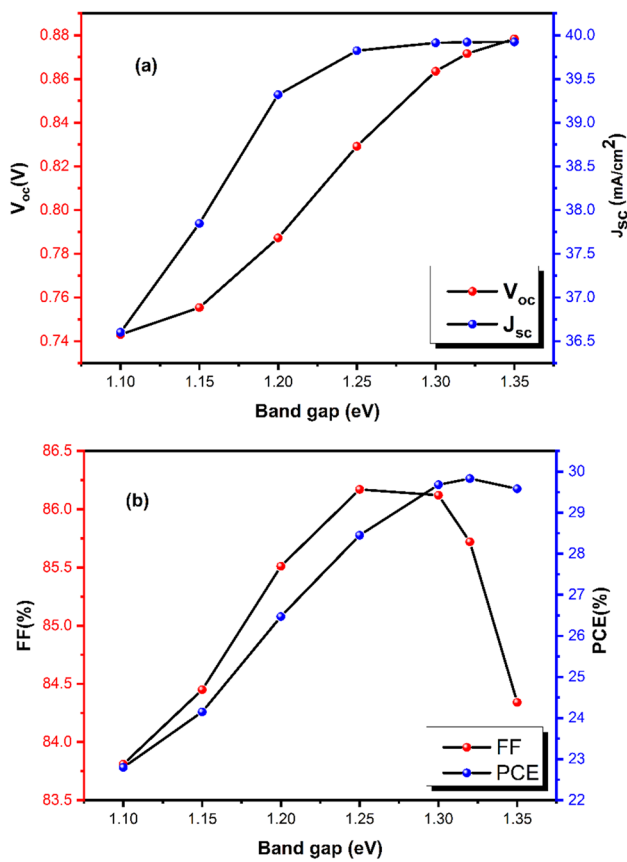 (a)
0.88
0.86
0.84
0.82
0.80
0.78
0.76
0.74
Voc(V)
40.0
39.5
39.0
38.5
38.0
37.5
37.0
36.5
JSC (mA/cm2)
Voc
Jsc
1.10 1.15 1.20 1.25 1.30 1.35
Band gap (eV)
(b)
86.5
86.0
85.5
85.0
84.5
84.0
83.5
FF(%)
30
29
28
27
26
25
24
23
22
PCE(%)
FF
PCE
1.10 1.15 1.20 1.25 1.30 1.35
Band gap (eV)